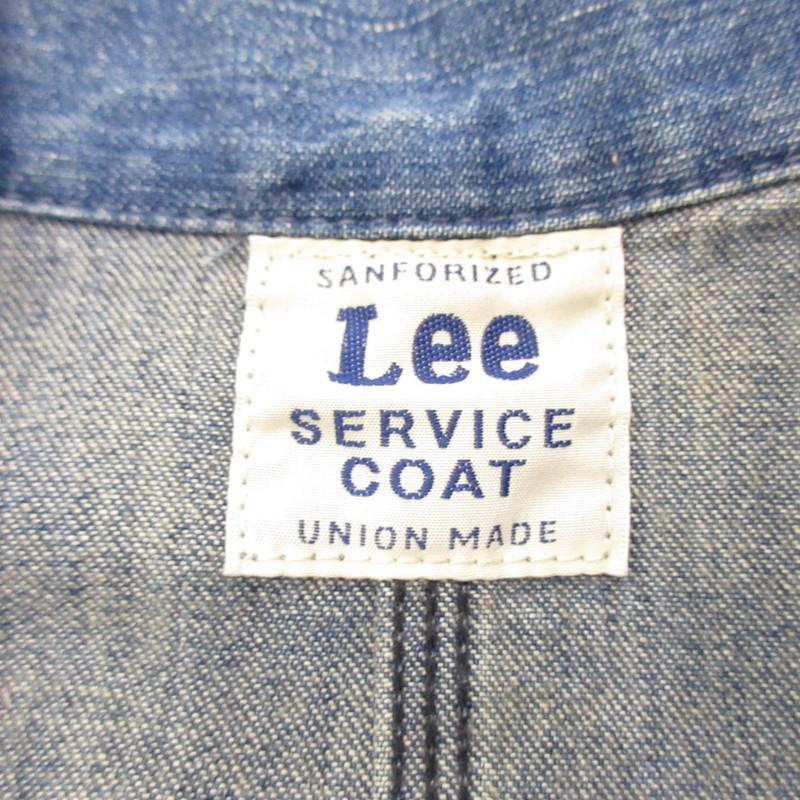 SANFORIZED
Lee
SERVICE
COAT
UNION MADE